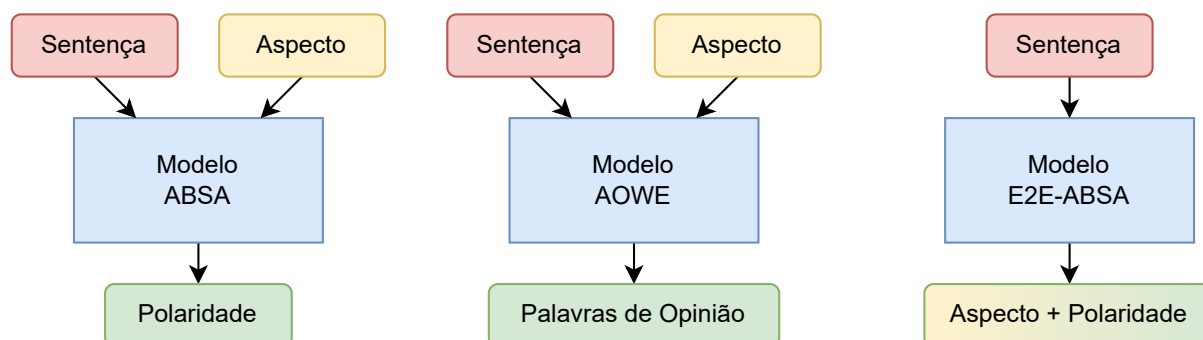 Sentença
Aspecto
Modelo
ABSA
Polaridade
Sentença
Aspecto
Modelo
AOWE
Palavras de Opinião
Sentença
Modelo
E2E-ABSA
Aspecto + Polaridade